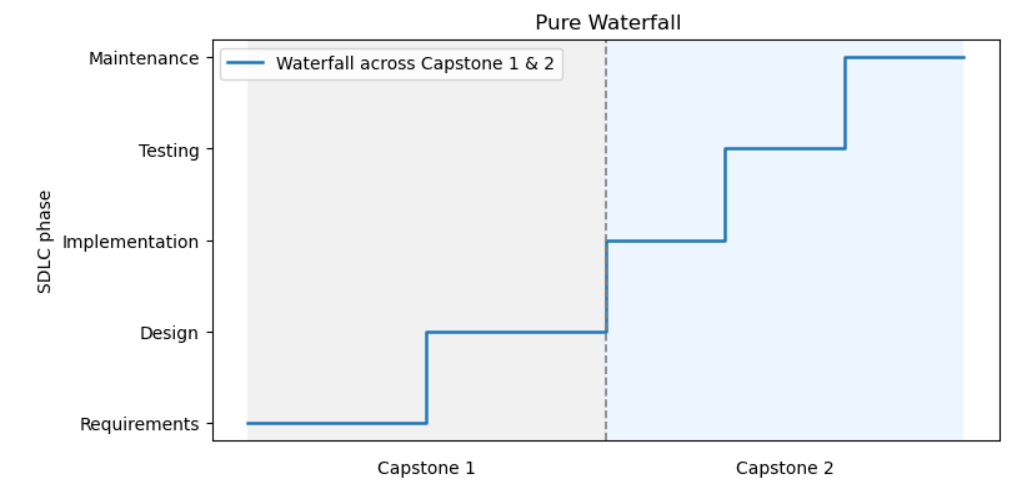 Pure Waterfall
Waterfall across Capstone 1 & 2
SDLC phase
Maintenance
Testing
Implementation
Design
Requirements
Capstone 1
Capstone 2